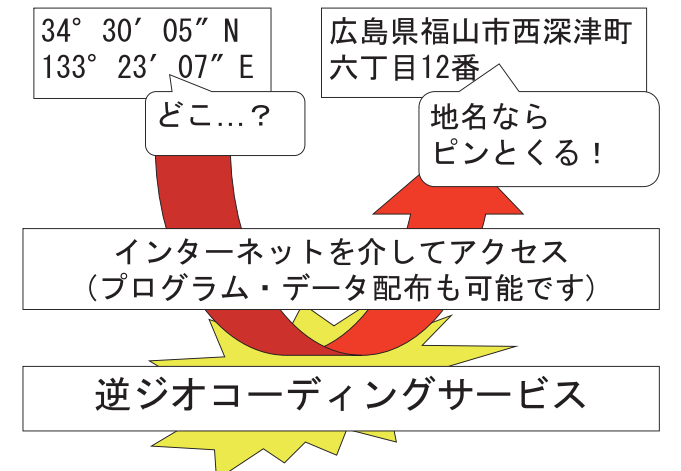 34° 30′ 05″ N
133° 23′ 07″ E
どこ…？
広島県福山市西深津町
六丁目12番
地名なら
ピンとくる！
インターネットを介してアクセス
（プログラム・データ配布も可能です）
逆ジオコーディングサービス